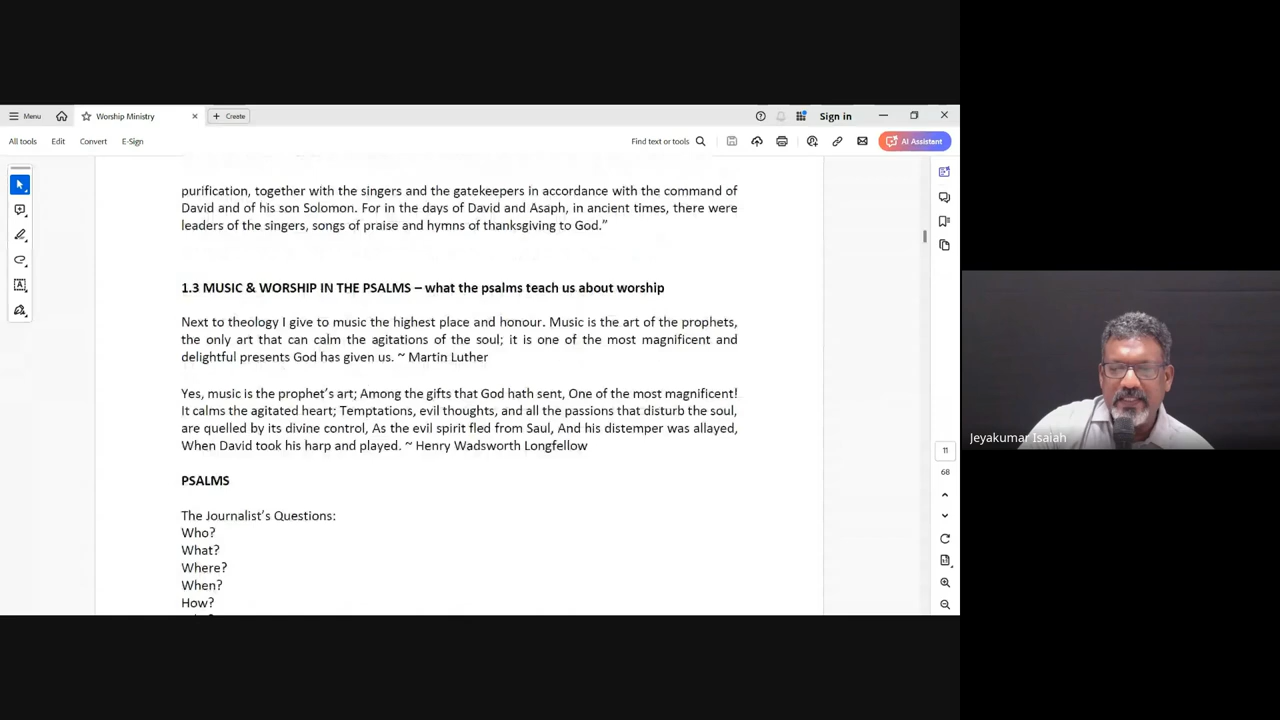 Menu
Worship Ministry
Create
Sign in
All tools
Edit
Convert
E-Sign
Find text or tools
AI Assistant
purification, together with the singers and the gatekeepers in accordance with the command of
David and of his son Solomon. For in the days of David and Asaph, in ancient times, there were
leaders of the singers, songs of praise and hymns of thanksgiving to God.”
1.3 MUSIC & WORSHIP IN THE PSALMS – what the psalms teach us about worship
Next to theology I give to music the highest place and honour. Music is the art of the prophets,
the only art that can calm the agitations of the soul; it is one of the most magnificent and
delightful presents God has given us. ~ Martin Luther
Yes, music is the prophet’s art; Among the gifts that God hath sent, One of the most magnificent!
It calms the agitated heart; Temptations, evil thoughts, and all the passions that disturb the soul,
are quelled by its divine control, As the evil spirit fled from Saul, And his distemper was allayed,
When David took his harp and played. ~ Henry Wadsworth Longfellow
PSALMS
The Journalist’s Questions:
Who?
What?
Where?
When?
How?
11
68
Jeyakumar Isaiah